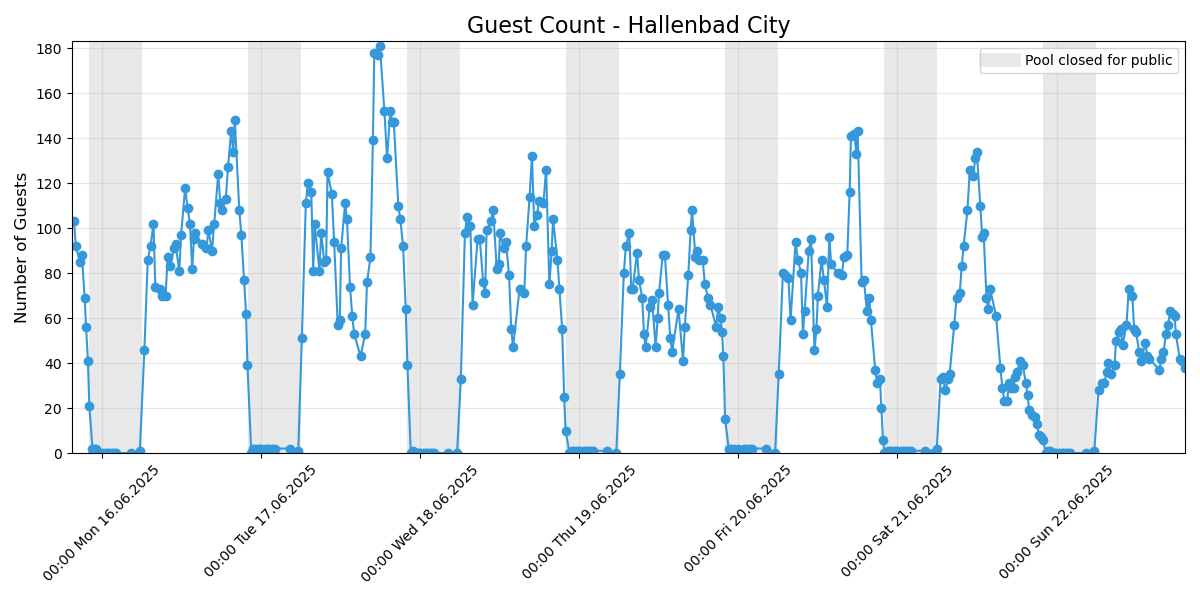 Guest Count - Hallenbad City
Pool closed for public
Number of Guests
180
160
140
120
100
80
60
40
20
0
00:00 Mon 16.06.2025
00:00 Tue 17.06.2025
00:00 Wed 18.06.2025
00:00 Thu 19.06.2025
00:00 Fri 20.06.2025
00:00 Sat 21.06.2025
00:00 Sun 22.06.2025